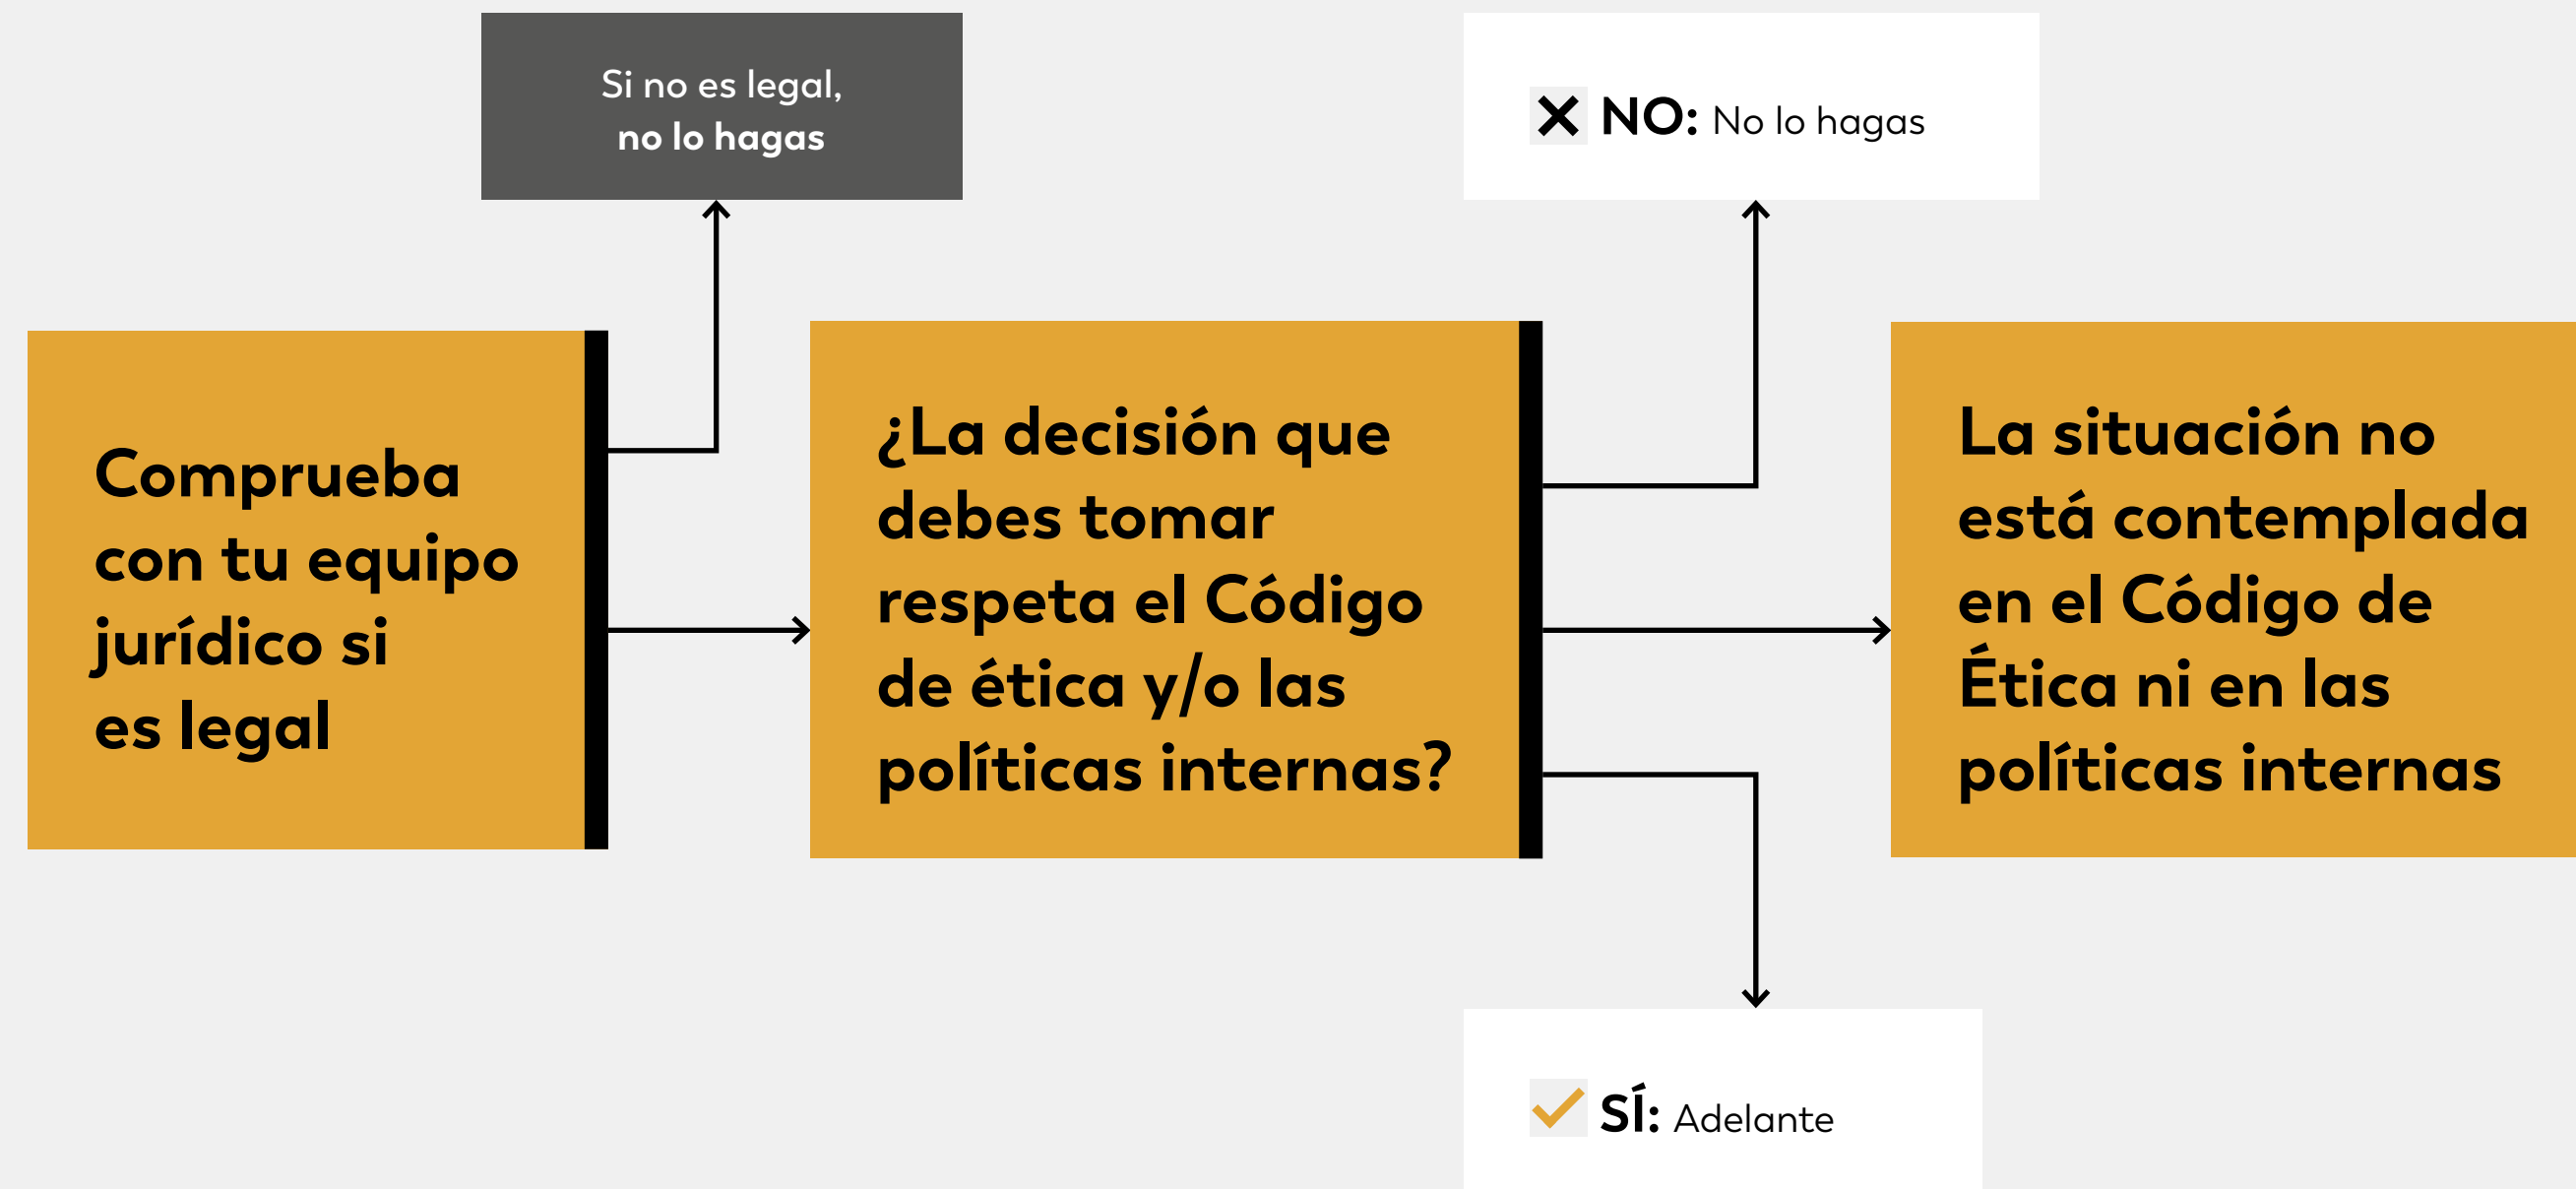 Si no es legal,
no lo hagas
NO: No lo hagas
Comprueba
con tu equipo
jurídico si
es legal
¿La decisión que
debes tomar
respeta el Código
de ética y/o las
políticas internas?
La situación no
está contemplada
en el Código de
Ética ni en las
políticas internas
SÍ: Adelante